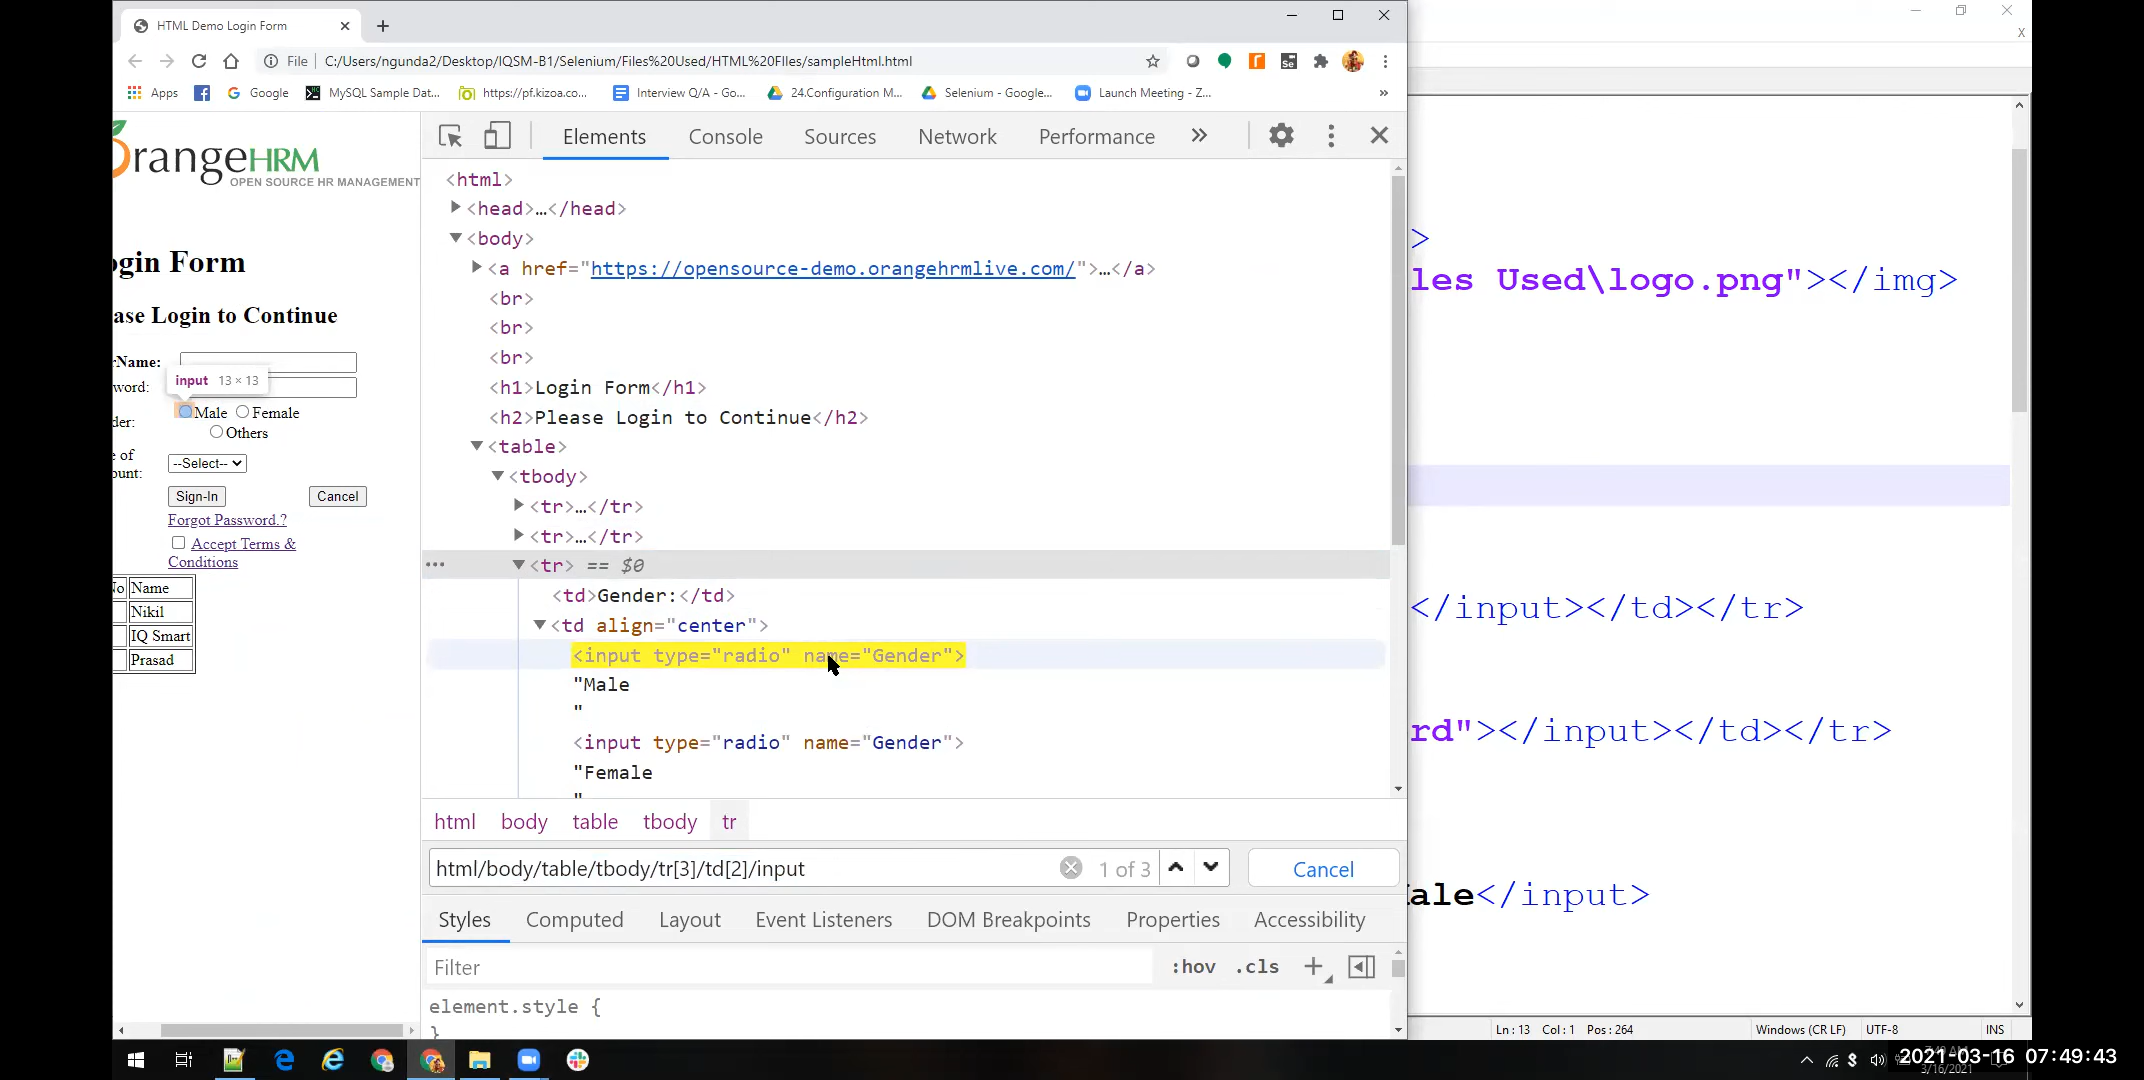 HTML Demo Login Form
File C:/Users/ngunda2/Desktop/IQSM-B1/Selenium/Files%20Used/HTML%20FIles/sampleHtml.html
Apps Google MySQL Sample Dat... https://pf.kizoa.co... Interview Q/A - Go... 24.Configuration M... Selenium - Google... Launch Meeting - Z... »
rangeHRM
OPEN SOURCE HR MANAGEMENT
ogin Form
ase Login to Continue
rName:
input 13 × 13
word:
Male Female
der:
Others
e of
ount:
--Select--
Sign-In Cancel
Forgot Password.?
Accept Terms &
Conditions
No Name
Nikil
IQ Smart
Prasad
Elements Console Sources Network Performance »
<html>
<head>…</head>
<body>
<a href="https://opensource-demo.orangehrmlive.com/">…</a>
<br>
<br>
<br>
<h1>Login Form</h1>
<h2>Please Login to Continue</h2>
<table>
<tbody>
<tr>…</tr>
<tr>…</tr>
··· <tr> == $0
<td>Gender:</td>
<td align="center">
<input type="radio" name="Gender">
"Male
"
<input type="radio" name="Gender">
"Female
"
html body table tbody tr
html/body/table/tbody/tr[3]/td[2]/input 1 of 3 Cancel
Styles Computed Layout Event Listeners DOM Breakpoints Properties Accessibility
Filter :hov .cls +
element.style {
}
X
>
les Used\logo.png"></img>
</input></td></tr>
rd"></input></td></tr>
ale</input>
Ln : 13 Col : 1 Pos : 264 Windows (CR LF) UTF-8 INS
2021-03-16 07:49:43
3/16/2021